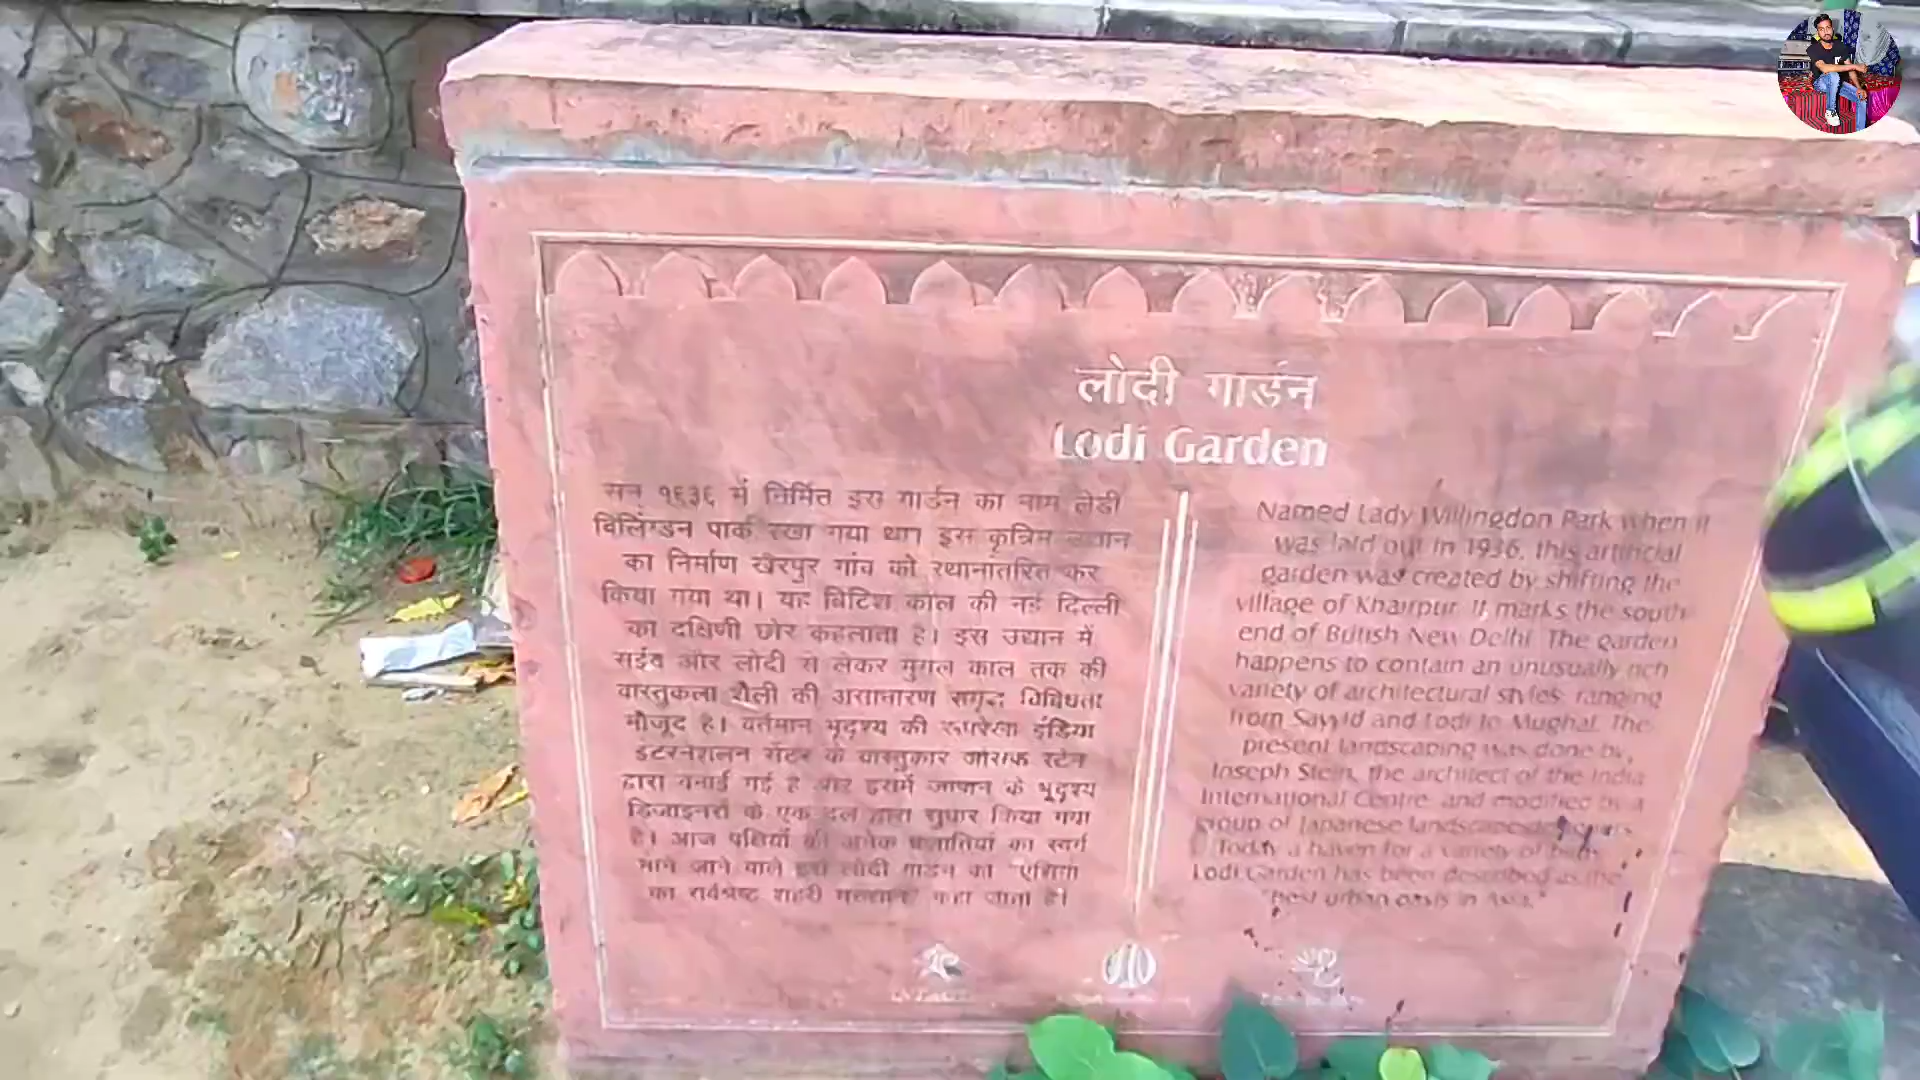 लोदी गार्डन
Lodi Garden
सन् १९३६ में निर्मित इस गार्डन का नाम लेडी
विलिंग्डन पार्क रखा गया था। इस कृत्रिम उद्यान
का निर्माण खैरपुर गांव को स्थानांतरित कर
किया गया था। यह ब्रिटिश काल की नई दिल्ली
का दक्षिणी छोर कहलाता है। इस उद्यान में
सईद और लोदी से लेकर मुगल काल तक की
वास्तुकला शैली की असाधारण समृद्ध विविधता
मौजूद है। वर्तमान भूदृश्य की रूपरेखा इंडिया
इंटरनेशनल सेंटर के वास्तुकार जोसफ स्टेन
द्वारा बनाई गई है और इसमें जापान के भूदृश्य
डिजाइनरों के एक दल द्वारा सुधार किया गया
है। आज पक्षियों की अनेक प्रजातियों का स्वर्ग
माने जाने वाले इस लोदी गार्डन को "एशिया
का सर्वश्रेष्ट शहरी मरुद्यान" कहा जाता है।
Named Lady Willingdon Park when it
was laid out in 1936, this artificial
garden was created by shifting the
village of Khairpur. It marks the south
end of British New Delhi. The garden
happens to contain an unusually rich
variety of architectural styles, ranging
from Sayyid and Lodi to Mughal. The
present landscaping was done by,
Joseph Stein, the architect of the India
International Centre, and modified by a
group of Japanese landscape designers.
Today a haven for a variety of birds,
Lodi Garden has been described as the
"best urban oasis in Asia."